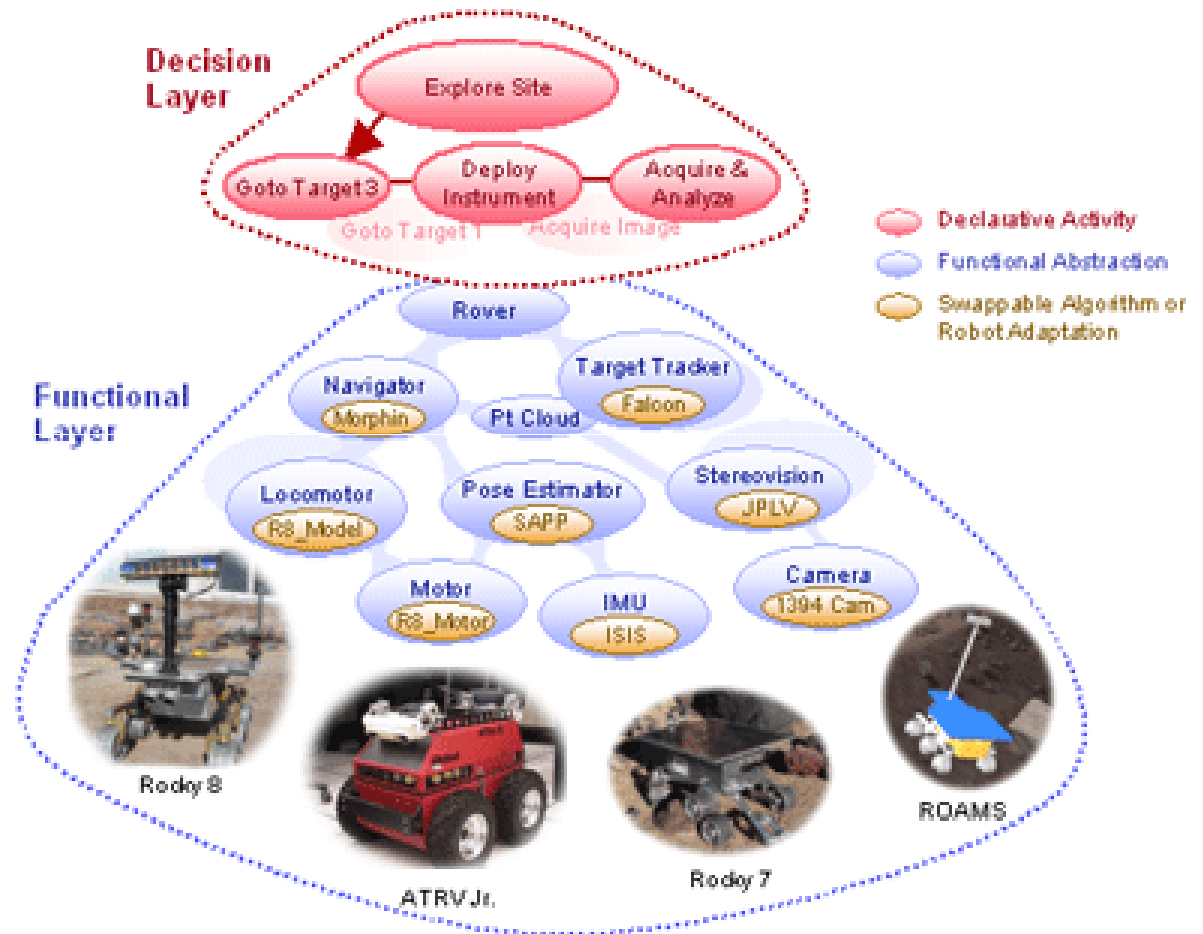 Decision
Layer
Explore Site
Goto Target 3
Deploy
Instrument
Acquire &
Analyze
Goto Target 1
Acquire Image
Declarative Activity
Functional Abstraction
Swappable Algorithm or
Robot Adaptation
Functional
Layer
Rover
Navigator
Morphin
Target Tracker
Falcon
Pt Cloud
Locomotor
R8_Model
Pose Estimator
SAPP
Stereovision
JPLV
Motor
R8_Motor
IMU
ISIS
Camera
1394 Cam
Rocky 8
ATRV Jr.
Rocky 7
ROAMS